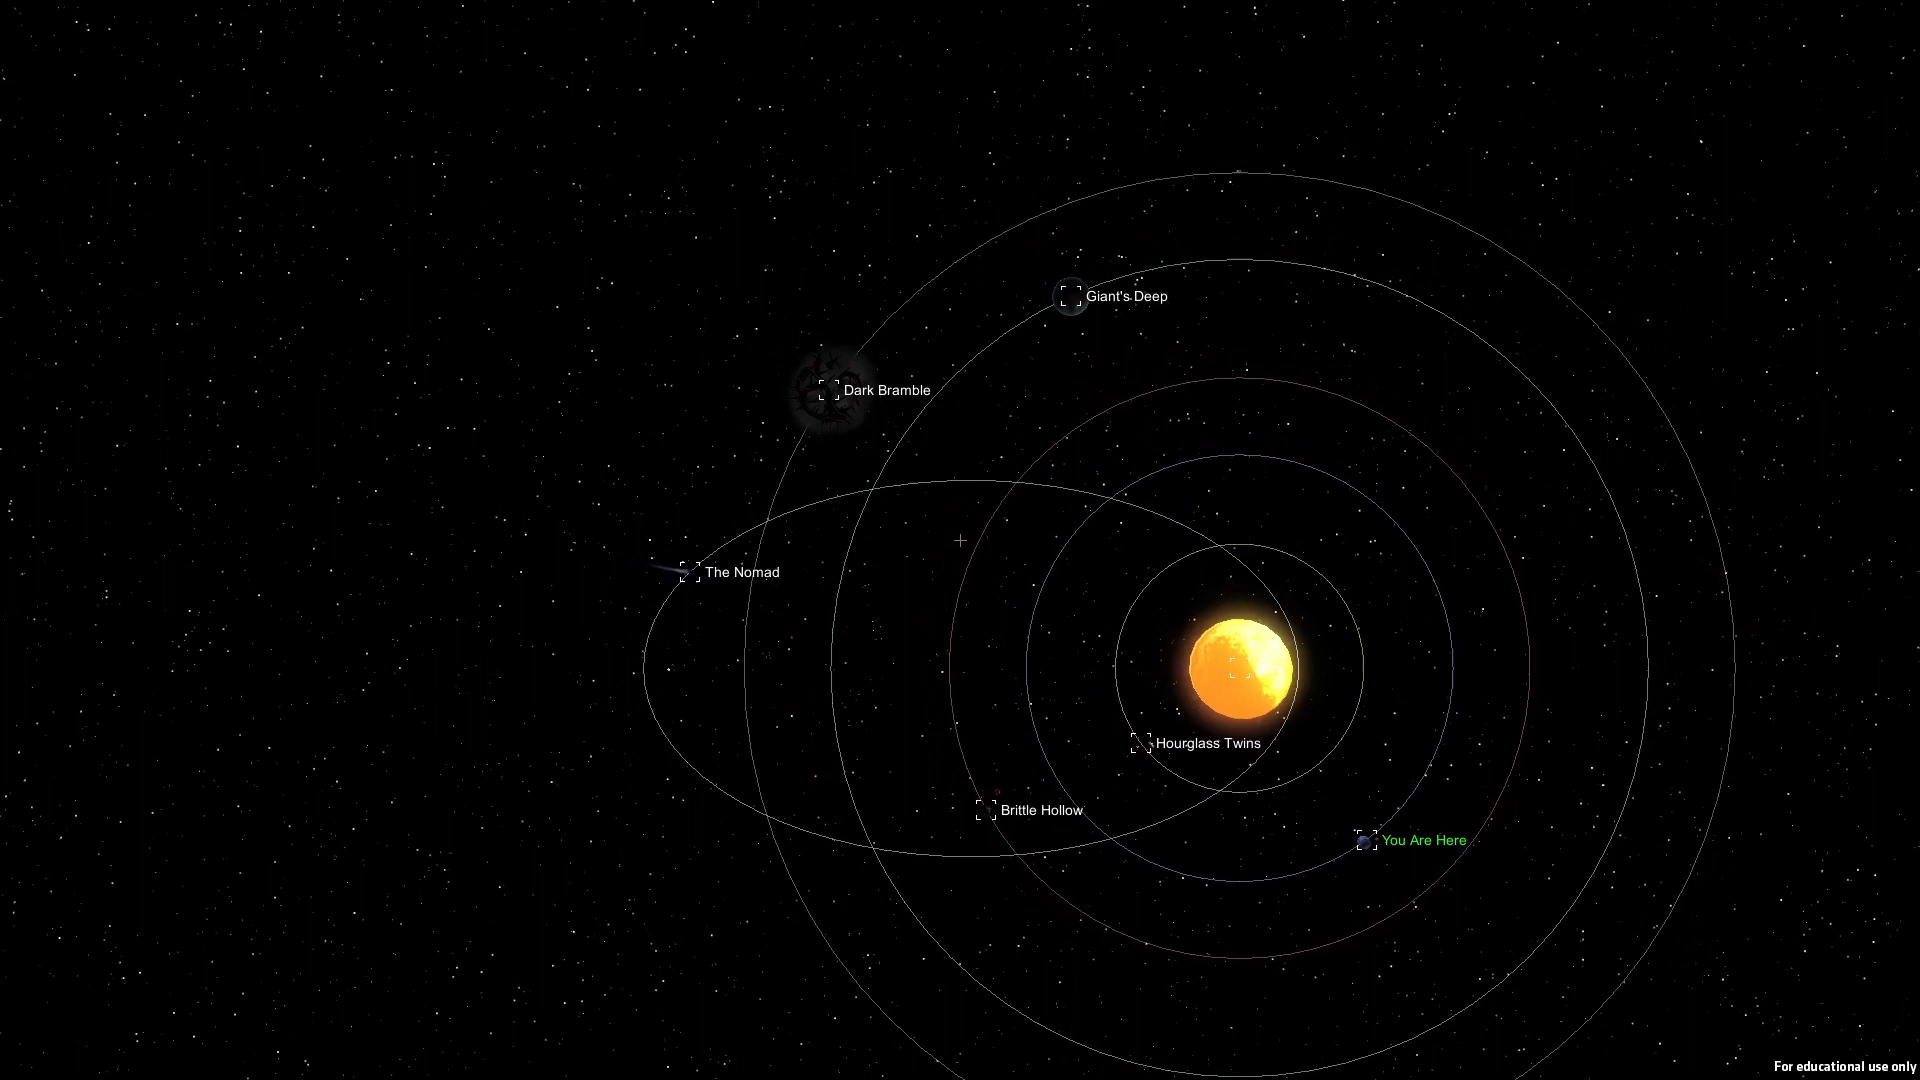 Giant's Deep
Dark Bramble
The Nomad
Hourglass Twins
Brittle Hollow
You Are Here
For educational use only